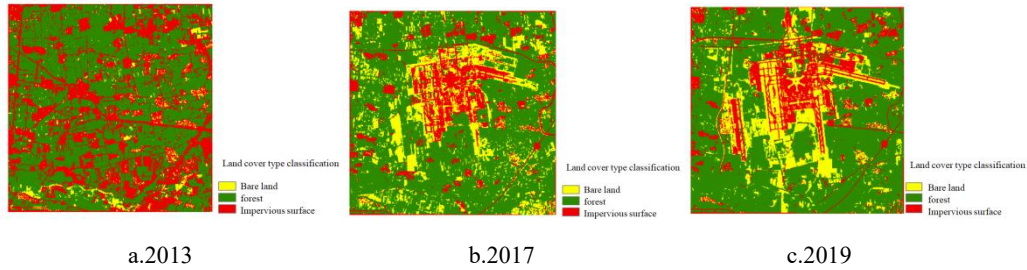 Land cover type classification
Bare land
forest
Impervious surface
Land cover type classification
Bare land
forest
Impervious surface
Land cover type classification
Bare land
forest
Impervious surface
a.2013
b.2017
c.2019